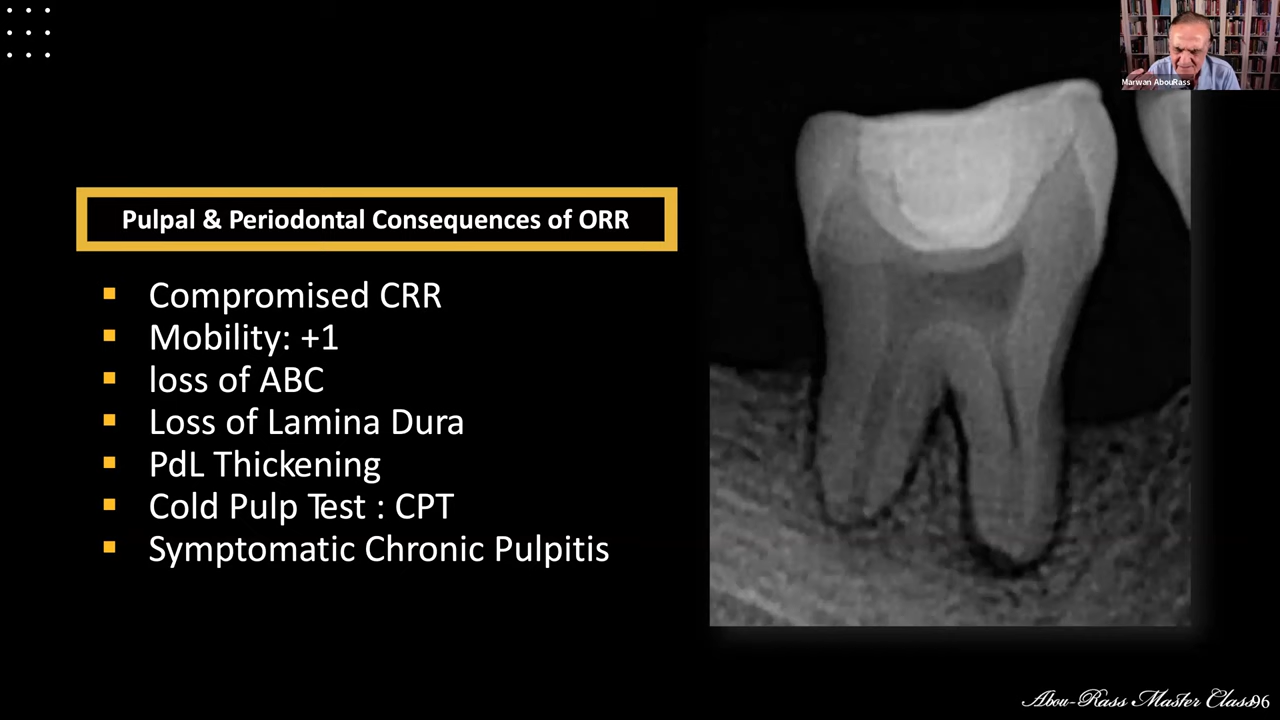 Marwan AbouRass
Pulpal & Periodontal Consequences of ORR
Compromised CRR
Mobility: +1
loss of ABC
Loss of Lamina Dura
PdL Thickening
Cold Pulp Test : CPT
Symptomatic Chronic Pulpitis
Abou-Rass Master Class96